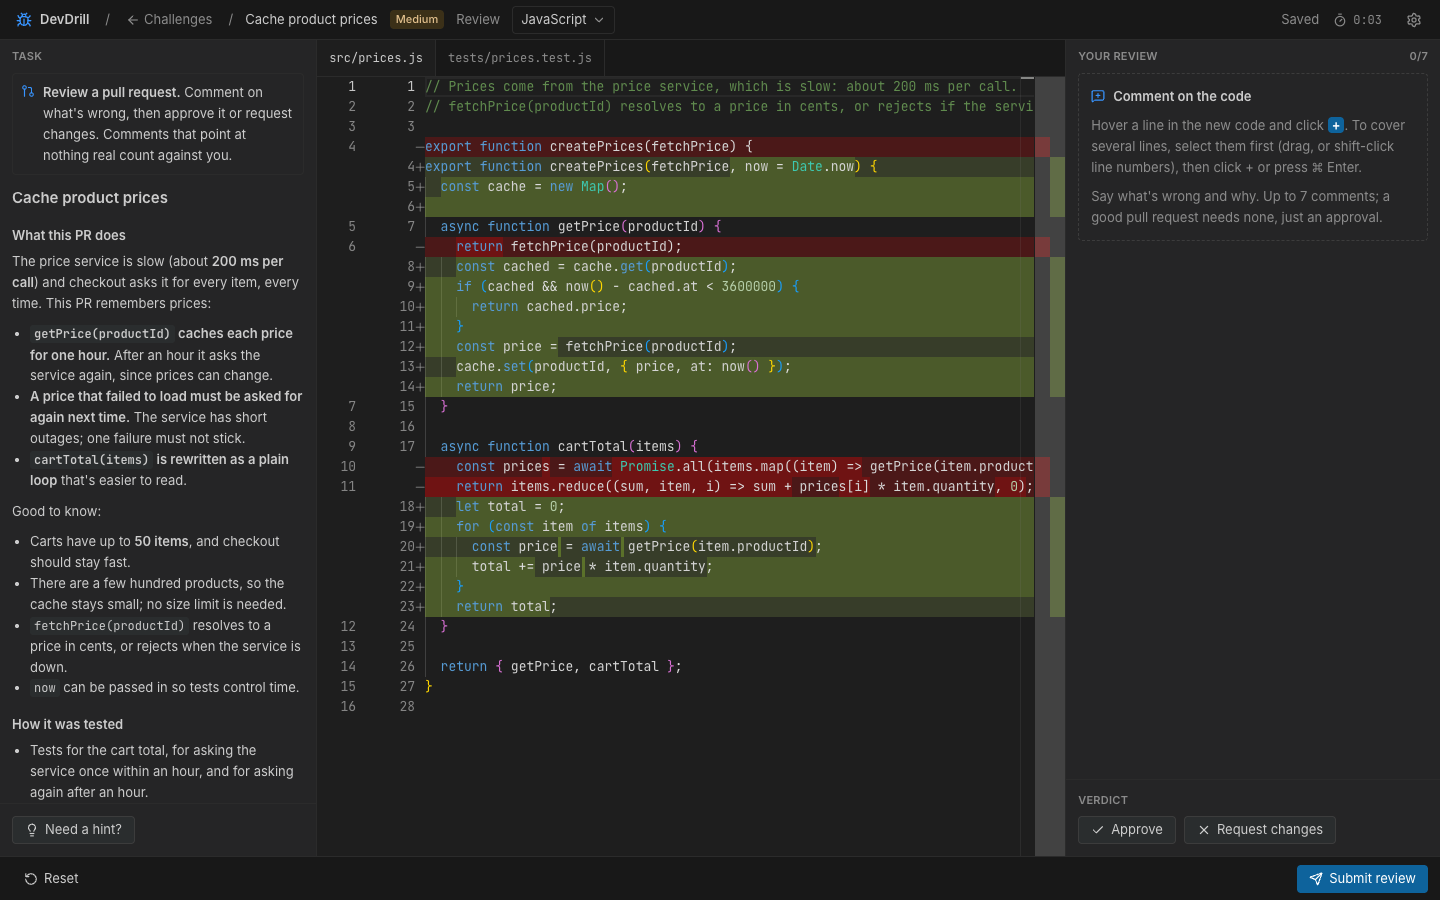 DevDrill / ← Challenges / Cache product prices Medium Review JavaScript
Saved 0:03
TASK
Review a pull request. Comment on
what's wrong, then approve it or request
changes. Comments that point at
nothing real count against you.
Cache product prices
What this PR does
The price service is slow (about 200 ms per
call) and checkout asks it for every item, every
time. This PR remembers prices:
• getPrice(productId) caches each price
for one hour. After an hour it asks the
service again, since prices can change.
• A price that failed to load must be asked for
again next time. The service has short
outages; one failure must not stick.
• cartTotal(items) is rewritten as a plain
loop that's easier to read.
Good to know:
• Carts have up to 50 items, and checkout
should stay fast.
• There are a few hundred products, so the
cache stays small; no size limit is needed.
• fetchPrice(productId) resolves to a
price in cents, or rejects when the service is
down.
• now can be passed in so tests control time.
How it was tested
• Tests for the cart total, for asking the
service once within an hour, and for asking
again after an hour.
Need a hint?
src/prices.js tests/prices.test.js
1 1 // Prices come from the price service, which is slow: about 200 ms per call.
2 2 // fetchPrice(productId) resolves to a price in cents, or rejects if the servi
3 3
4 −export function createPrices(fetchPrice) {
4+export function createPrices(fetchPrice, now = Date.now) {
5+ const cache = new Map();
6+
5 7 async function getPrice(productId) {
6 − return fetchPrice(productId);
8+ const cached = cache.get(productId);
9+ if (cached && now() - cached.at < 3600000) {
10+ return cached.price;
11+ }
12+ const price = fetchPrice(productId);
13+ cache.set(productId, { price, at: now() });
14+ return price;
7 15 }
8 16
9 17 async function cartTotal(items) {
10 − const prices = await Promise.all(items.map((item) => getPrice(item.product
11 − return items.reduce((sum, item, i) => sum + prices[i] * item.quantity, 0);
18+ let total = 0;
19+ for (const item of items) {
20+ const price = await getPrice(item.productId);
21+ total += price * item.quantity;
22+ }
23+ return total;
12 24 }
13 25
14 26 return { getPrice, cartTotal };
15 27 }
16 28
YOUR REVIEW 0/7
Comment on the code
Hover a line in the new code and click +. To cover
several lines, select them first (drag, or shift-click
line numbers), then click + or press ⌘ Enter.
Say what's wrong and why. Up to 7 comments; a
good pull request needs none, just an approval.
VERDICT
Approve Request changes
Reset
Submit review